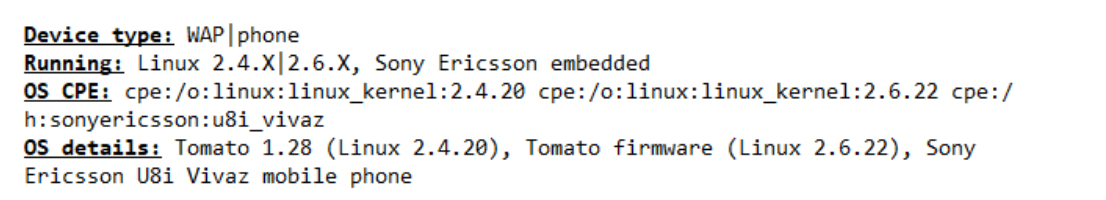 Device type: WAP|phone
Running: Linux 2.4.X|2.6.X, Sony Ericsson embedded
OS CPE: cpe:/o:linux:linux_kernel:2.4.20 cpe:/o:linux:linux_kernel:2.6.22 cpe:/
h:sonyericsson:u8i_vivaz
OS details: Tomato 1.28 (Linux 2.4.20), Tomato firmware (Linux 2.6.22), Sony
Ericsson U8i Vivaz mobile phone